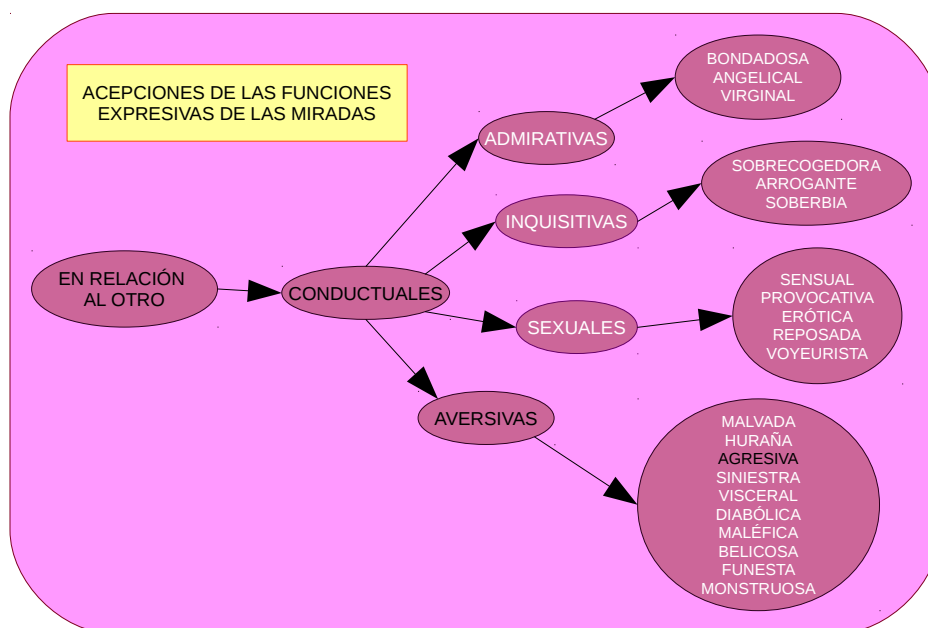 ACEPCIONES DE LAS FUNCIONES
EXPRESIVAS DE LAS MIRADAS
EN RELACIÓN
AL OTRO
CONDUCTUALES
ADMIRATIVAS
BONDADOSA
ANGELICAL
VIRGINAL
INQUISITIVAS
SOBRECOGEDORA
ARROGANTE
SOBERBIA
SEXUALES
SENSUAL
PROVOCATIVA
ERÓTICA
REPOSADA
VOYEURISTA
AVERSIVAS
MALVADA
HURAÑA
AGRESIVA
SINIESTRA
VISCERAL
DIABÓLICA
MALÉFICA
BELICOSA
FUNESTA
MONSTRUOSA